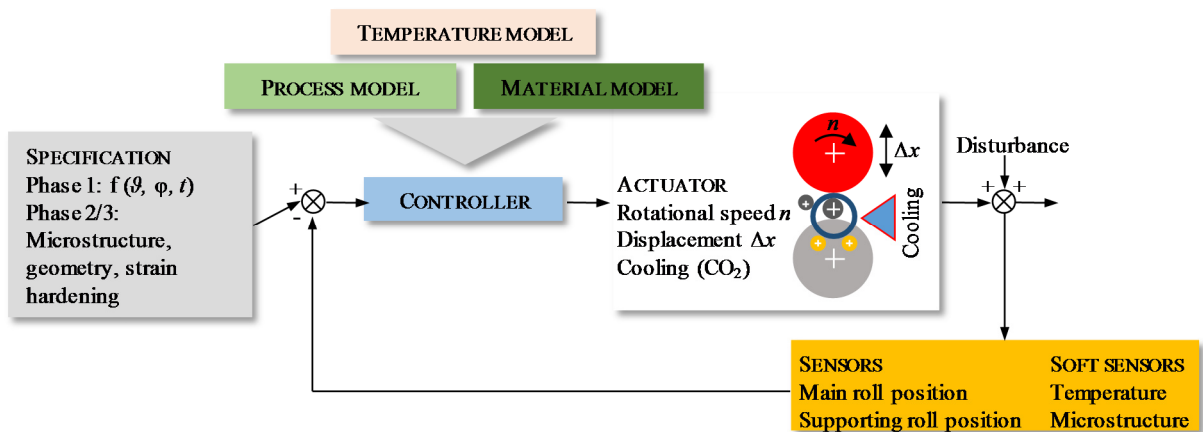 TEMPERATURE MODEL
PROCESS MODEL
MATERIAL MODEL
SPECIFICATION
Phase 1: f (ϑ, φ, t)
Phase 2/3:
Microstructure,
geometry, strain
hardening
+
-
CONTROLLER
ACTUATOR
Rotational speed n
Displacement Δx
Cooling (CO₂)
n
Δx
Cooling
Disturbance
+ +
SENSORS
Main roll position
Supporting roll position
SOFT SENSORS
Temperature
Microstructure